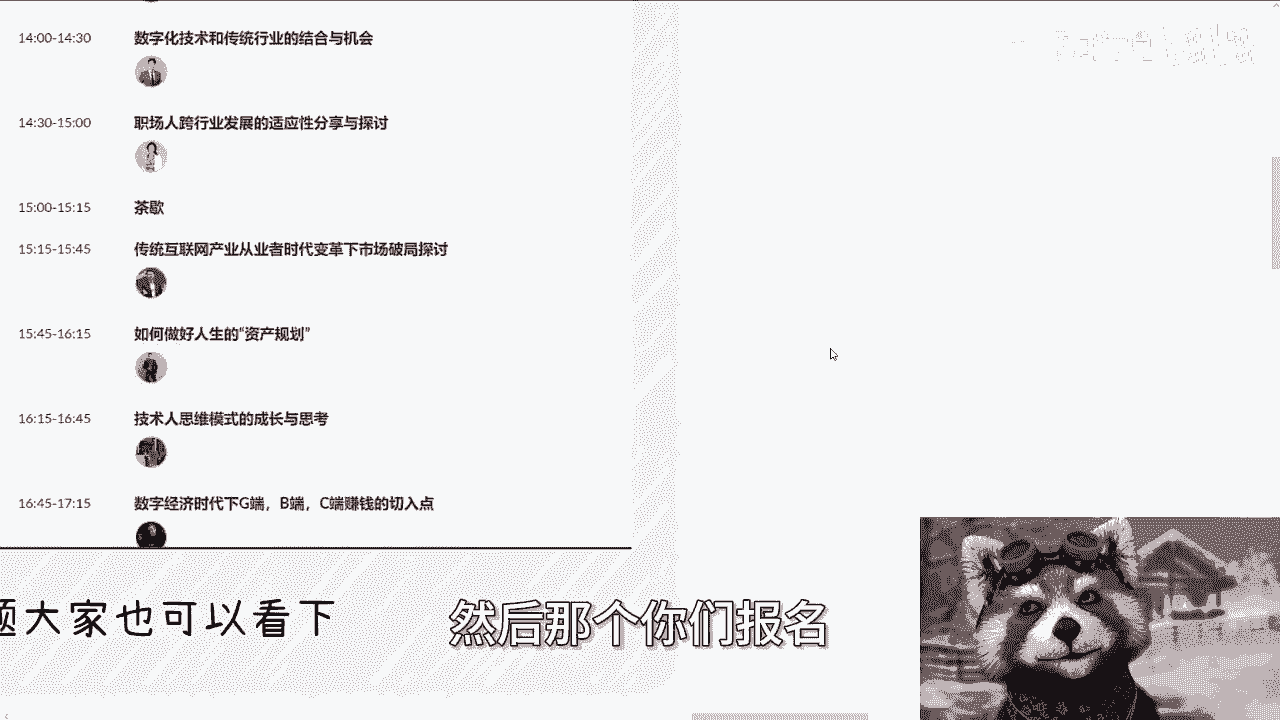 14:00-14:30 数字化技术和传统行业的结合与机会
14:30-15:00 职场人跨行业发展的适应性分享与探讨
15:00-15:15 茶歇
15:15-15:45 传统互联网产业从业者时代变革下市场破局探讨
15:45-16:15 如何做好人生的“资产规划”
16:15-16:45 技术人思维模式的成长与思考
16:45-17:15 数字经济时代下G端，B端，C端赚钱的切入点
题大家也可以看下 然后那个你们报名